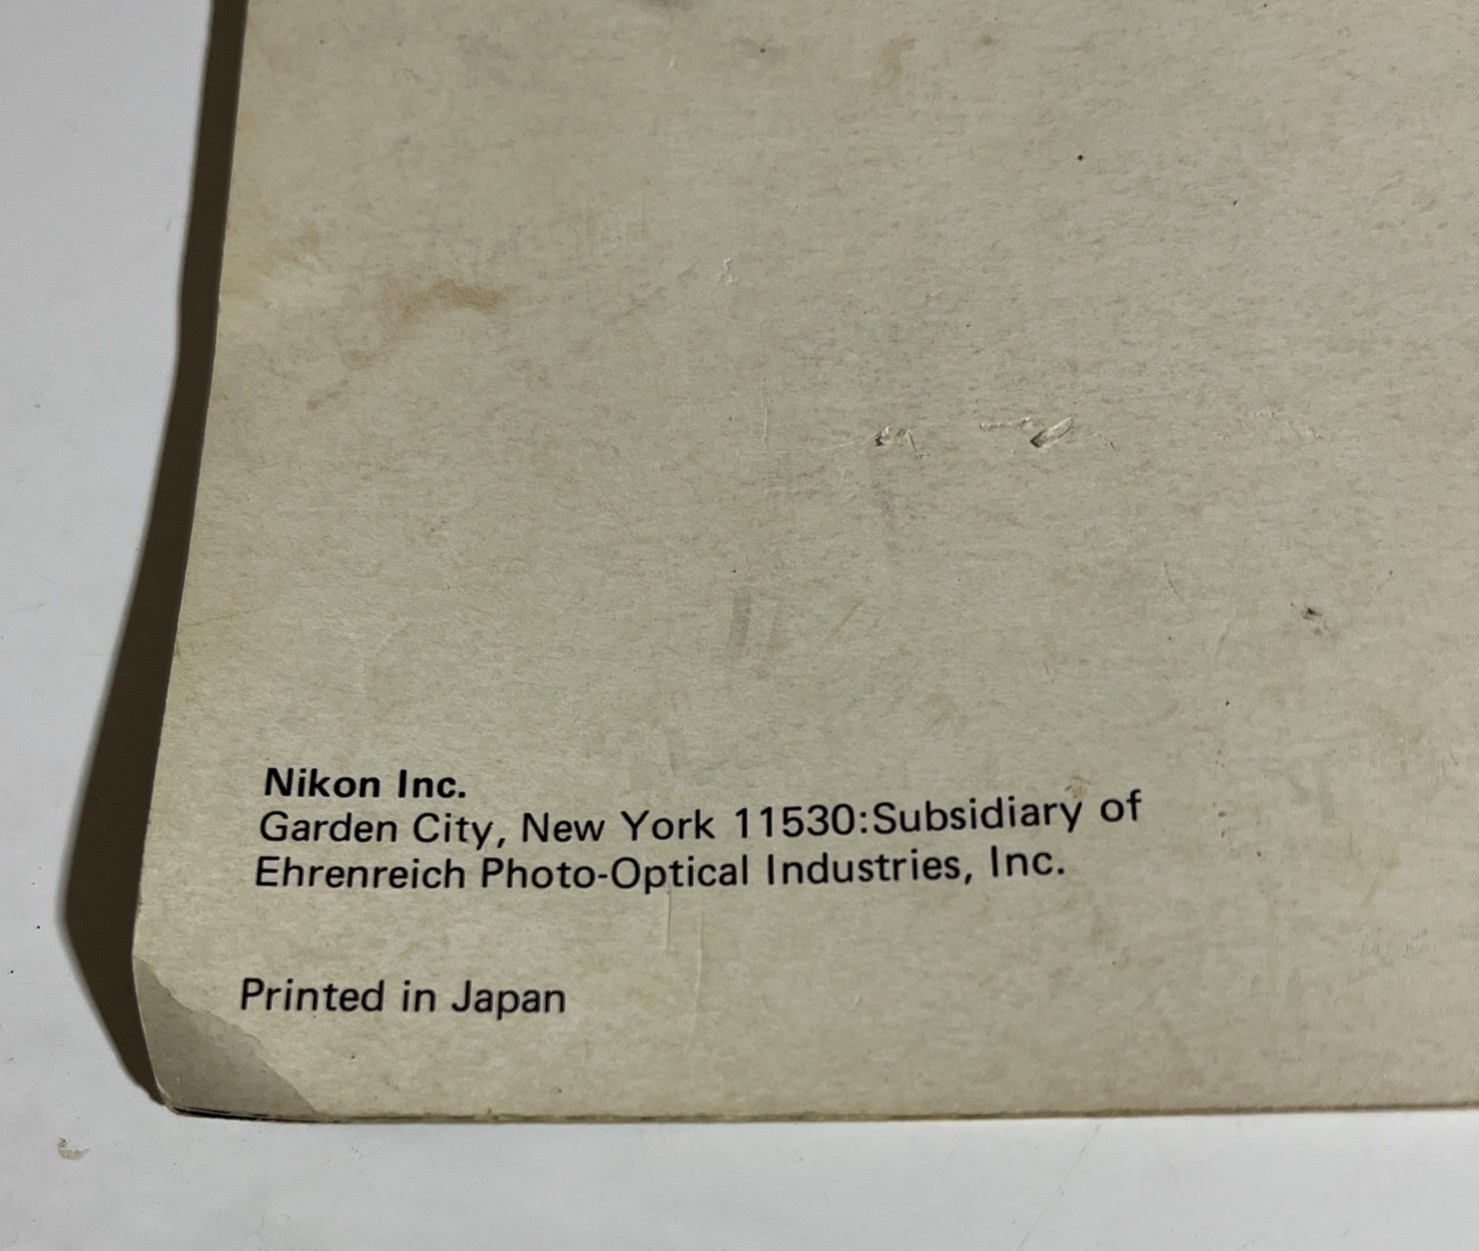 Nikon Inc.
Garden City, New York 11530:Subsidiary of
Ehrenreich Photo-Optical Industries, Inc.
Printed in Japan